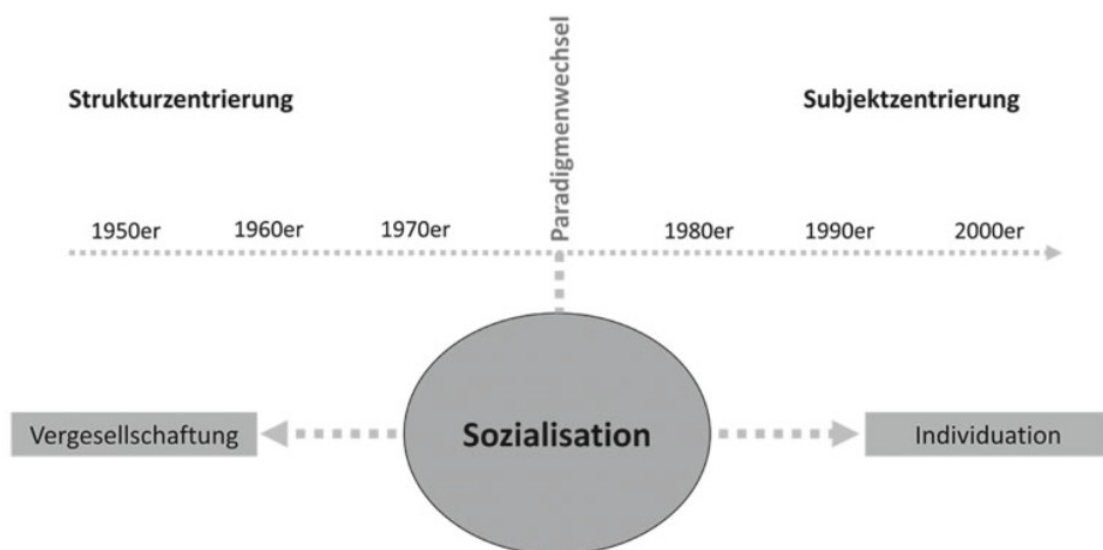 Paradigmenwechsel
Strukturzentrierung
Subjektzentrierung
1950er
1960er
1970er
1980er
1990er
2000er
Vergesellschaftung
Sozialisation
Individuation